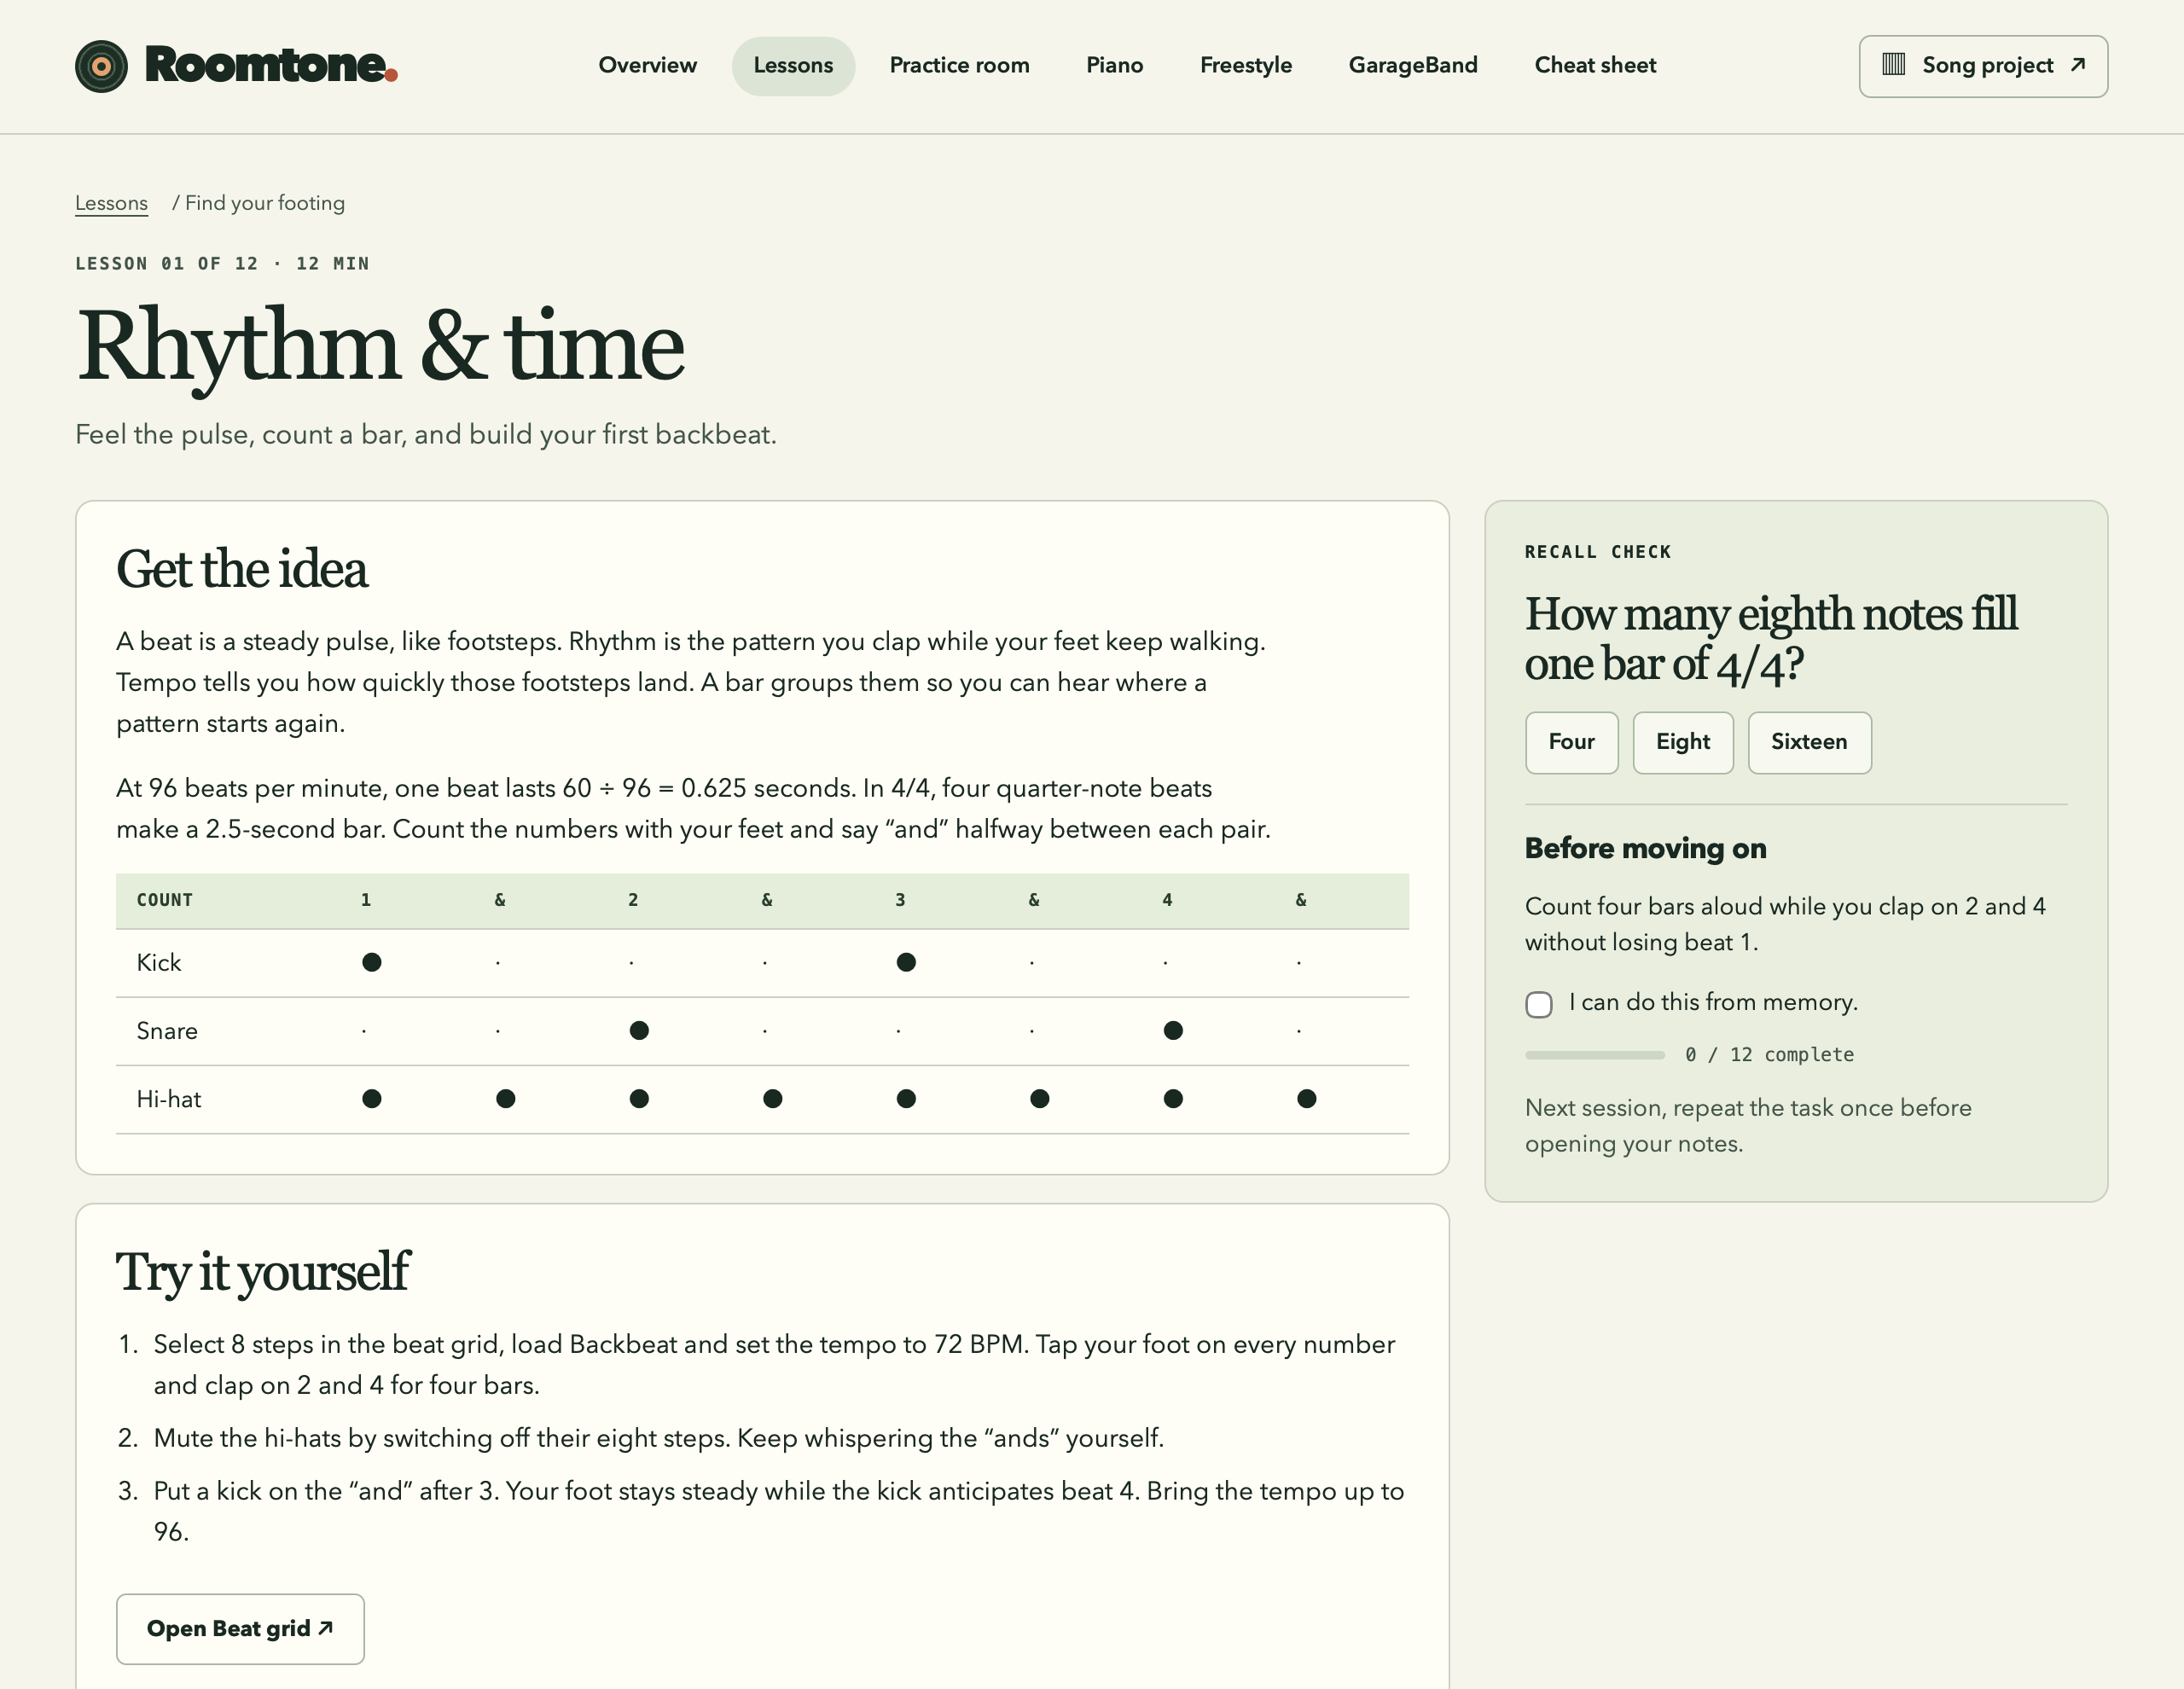 Roomtone.
Overview
Lessons
Practice room
Piano
Freestyle
GarageBand
Cheat sheet
Song project ↗
Lessons / Find your footing
LESSON 01 OF 12 · 12 MIN
Rhythm & time
Feel the pulse, count a bar, and build your first backbeat.
Get the idea
A beat is a steady pulse, like footsteps. Rhythm is the pattern you clap while your feet keep walking.
Tempo tells you how quickly those footsteps land. A bar groups them so you can hear where a
pattern starts again.
At 96 beats per minute, one beat lasts 60 ÷ 96 = 0.625 seconds. In 4/4, four quarter-note beats
make a 2.5-second bar. Count the numbers with your feet and say “and” halfway between each pair.
COUNT 1 & 2 & 3 & 4 &
Kick ● · · · ● · · ·
Snare · · ● · · · ● ·
Hi-hat ● ● ● ● ● ● ● ●
Try it yourself
1. Select 8 steps in the beat grid, load Backbeat and set the tempo to 72 BPM. Tap your foot on every number
and clap on 2 and 4 for four bars.
2. Mute the hi-hats by switching off their eight steps. Keep whispering the “ands” yourself.
3. Put a kick on the “and” after 3. Your foot stays steady while the kick anticipates beat 4. Bring the tempo up to
96.
Open Beat grid ↗
RECALL CHECK
How many eighth notes fill
one bar of 4/4?
Four
Eight
Sixteen
Before moving on
Count four bars aloud while you clap on 2 and 4
without losing beat 1.
I can do this from memory.
0 / 12 complete
Next session, repeat the task once before
opening your notes.